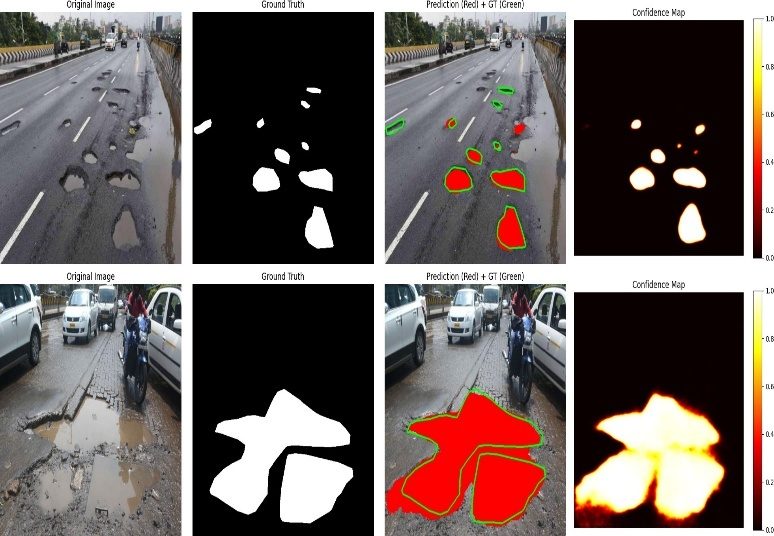 Original Image
Ground Truth
Prediction (Red) + GT (Green)
Confidence Map
1.0
0.8
0.6
0.4
0.2
0.0
Original Image
Ground Truth
Prediction (Red) + GT (Green)
Confidence Map
1.0
0.8
0.6
0.4
0.2
0.0